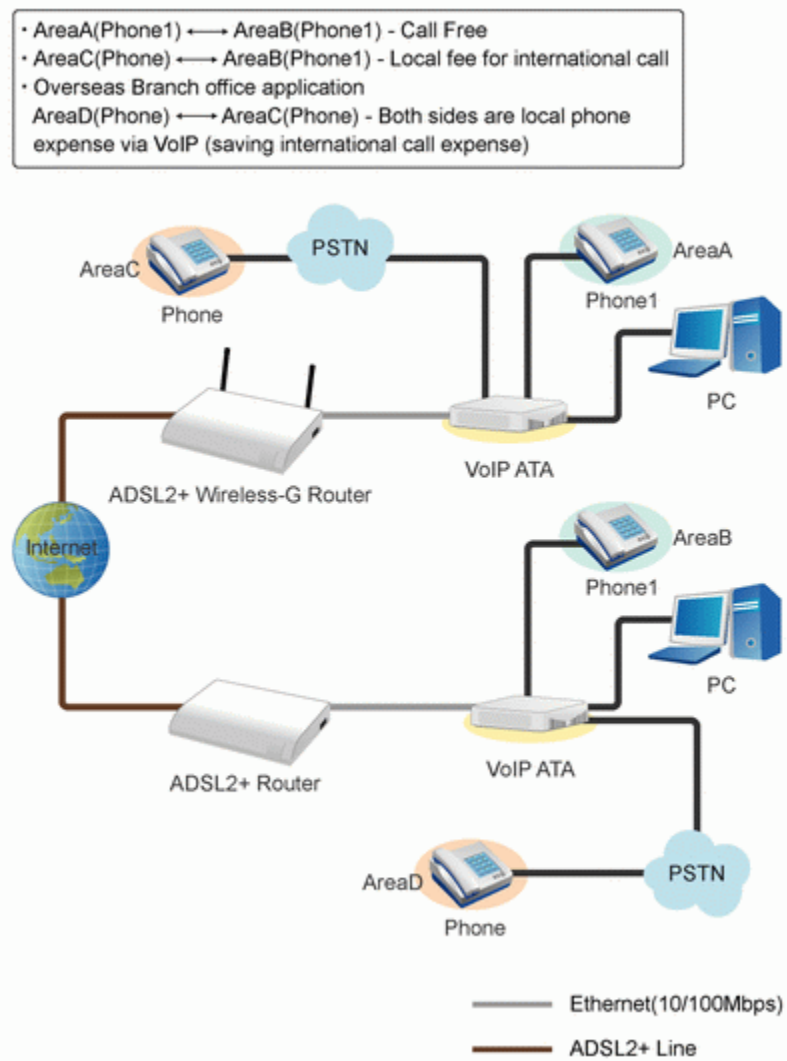 · AreaA(Phone1) ⟷ AreaB(Phone1) - Call Free
· AreaC(Phone) ⟷ AreaB(Phone1) - Local fee for international call
· Overseas Branch office application
AreaD(Phone) ⟷ AreaC(Phone) - Both sides are local phone
expense via VoIP (saving international call expense)
PSTN
AreaC
AreaA
Phone
Phone1
PC
VoIP ATA
ADSL2+ Wireless-G Router
Internet
AreaB
Phone1
PC
VoIP ATA
ADSL2+ Router
PSTN
AreaD
Phone
Ethernet(10/100Mbps)
ADSL2+ Line